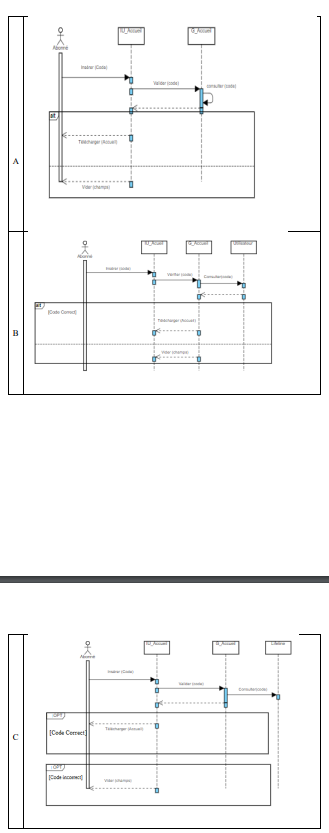 IU_Accueil
G_Accueil
Abonné
Insérer (Code)
Valider (code)
consulter (code)
alt
Télécharger (Accueil)
Vider (champs)
A
IU_Accueil
G_Accueil
Utilisateur
Abonné
Insérer (code)
Vérifier (code)
Consulter(code)
alt
[Code Correct]
Télécharger (Accueil)
Vider (champs)
B
IU_Accueil
G_Accueil
Lifeline
Abonné
Insérer (Code)
Valider (code)
Consulter(code)
OPT
Télécharger (Accueil)
[Code Correct]
C
OPT
[Code incorrect]
Vider (champs)